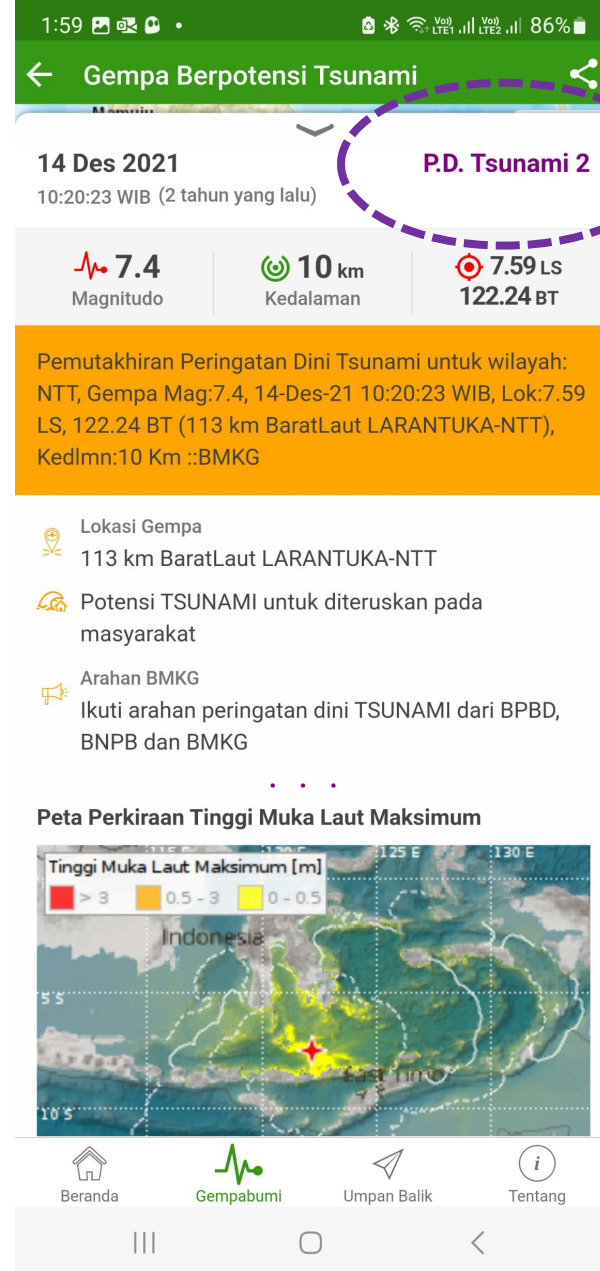 1:59
Vo)) LTE1 Vo)) LTE2 86%
Gempa Berpotensi Tsunami
Mamuju
14 Des 2021
P.D. Tsunami 2
10:20:23 WIB (2 tahun yang lalu)
7.4
10 km
7.59 LS
Magnitudo
Kedalaman
122.24 BT
Pemutakhiran Peringatan Dini Tsunami untuk wilayah:
NTT, Gempa Mag:7.4, 14-Des-21 10:20:23 WIB, Lok:7.59
LS, 122.24 BT (113 km BaratLaut LARANTUKA-NTT),
Kedlmn:10 Km ::BMKG
Lokasi Gempa
113 km BaratLaut LARANTUKA-NTT
Potensi TSUNAMI untuk diteruskan pada
masyarakat
Arahan BMKG
Ikuti arahan peringatan dini TSUNAMI dari BPBD,
BNPB dan BMKG
. . .
Peta Perkiraan Tinggi Muka Laut Maksimum
115 E 120 E 125 E 130 E
Tinggi Muka Laut Maksimum [m]
> 3 0.5 - 3 0 - 0.5
Indonesia
5 S
East Timor
10 S
Beranda
Gempabumi
Umpan Balik
Tentang